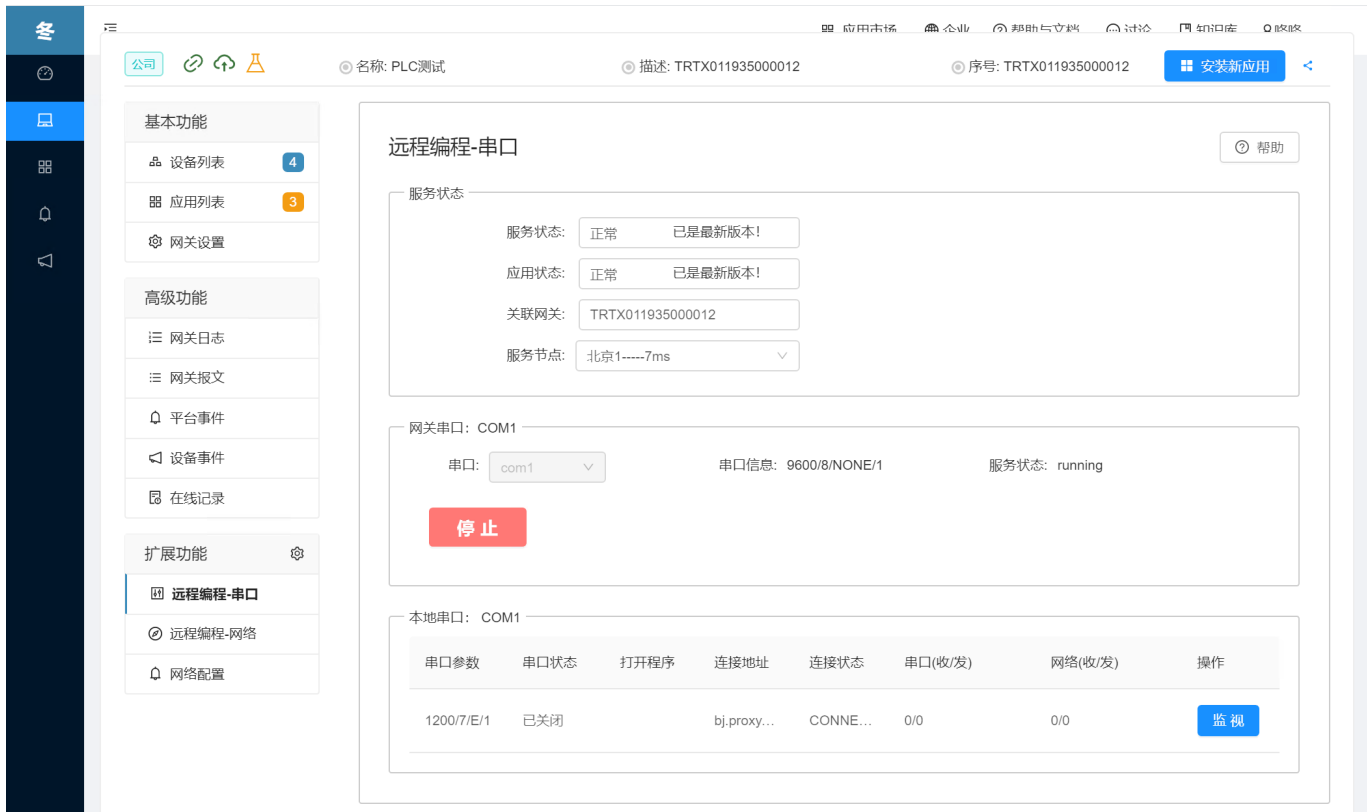 冬
应用市场 企业 帮助与文档 讨论 知识库 咚咚
公司 名称: PLC测试 描述: TRTX011935000012 序号: TRTX011935000012 安装新应用
基本功能
设备列表 4
应用列表 3
网关设置
高级功能
网关日志
网关报文
平台事件
设备事件
在线记录
扩展功能
远程编程-串口
远程编程-网络
网络配置
远程编程-串口 帮助
服务状态
服务状态: 正常 已是最新版本！
应用状态: 正常 已是最新版本！
关联网关: TRTX011935000012
服务节点: 北京1-----7ms
网关串口: COM1
串口: com1 串口信息: 9600/8/NONE/1 服务状态: running
停 止
本地串口: COM1
串口参数 串口状态 打开程序 连接地址 连接状态 串口(收/发) 网络(收/发) 操作
1200/7/E/1 已关闭 bj.proxy... CONNE... 0/0 0/0 监 视